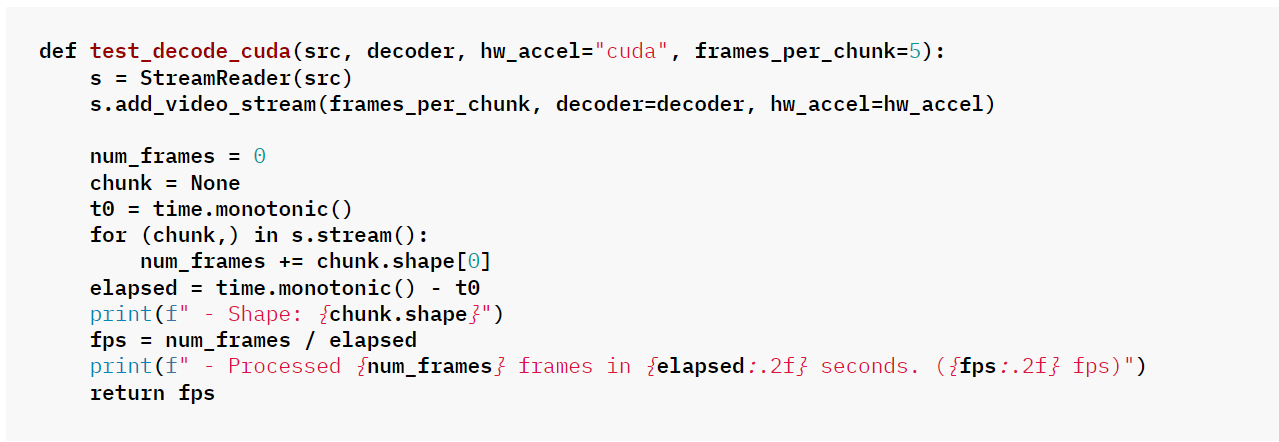 def test_decode_cuda(src, decoder, hw_accel="cuda", frames_per_chunk=5):
    s = StreamReader(src)
    s.add_video_stream(frames_per_chunk, decoder=decoder, hw_accel=hw_accel)

    num_frames = 0
    chunk = None
    t0 = time.monotonic()
    for (chunk,) in s.stream():
        num_frames += chunk.shape[0]
    elapsed = time.monotonic() - t0
    print(f" - Shape: {chunk.shape}")
    fps = num_frames / elapsed
    print(f" - Processed {num_frames} frames in {elapsed:.2f} seconds. ({fps:.2f} fps)")
    return fps